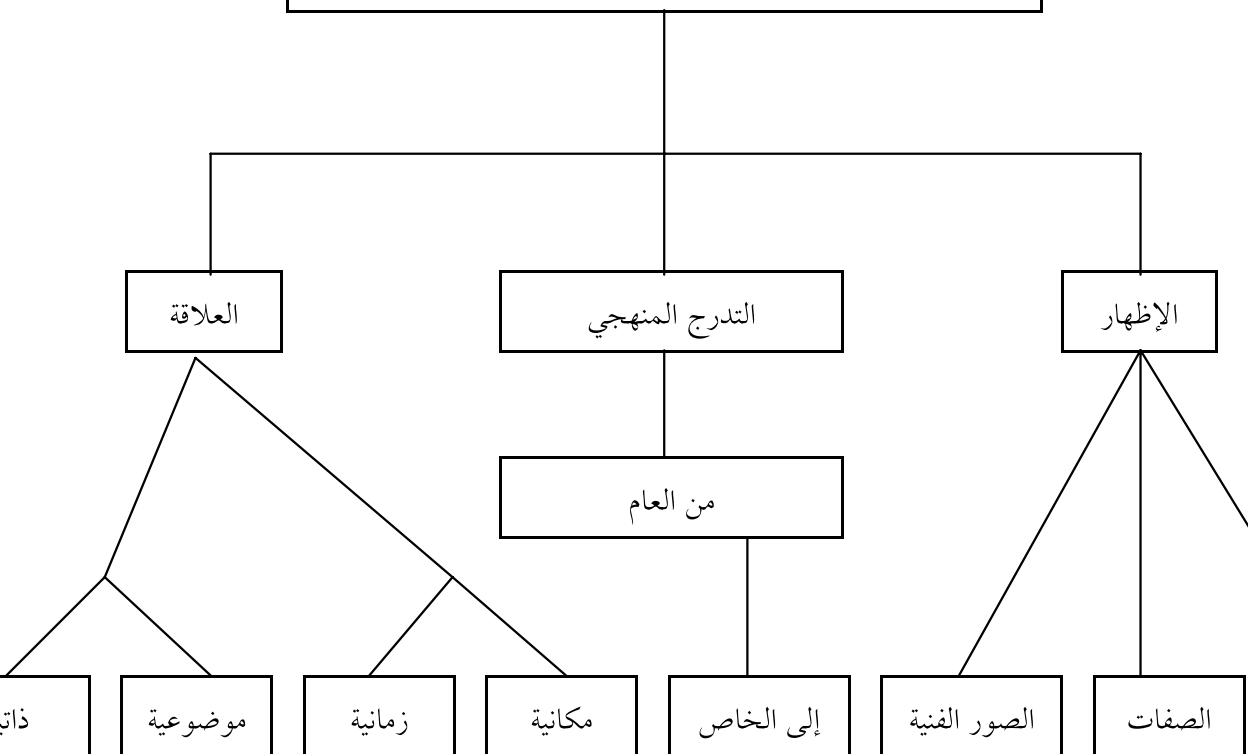 الإظهار
التدرج المنهجي
العلاقة
من العام
الصفات
الصور الفنية
إلى الخاص
مكانية
زمانية
موضوعية